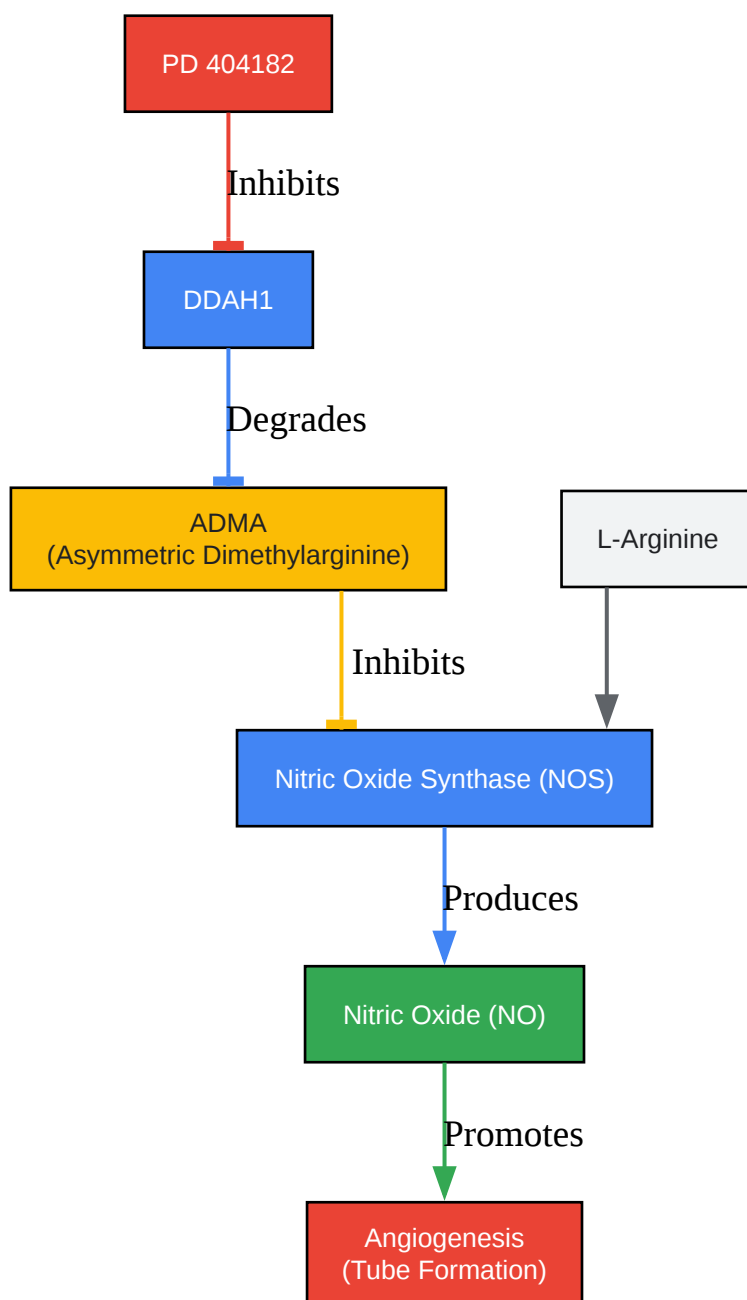 PD 404182
Inhibits
DDAH1
Degrades
ADMA
(Asymmetric Dimethylarginine)
L-Arginine
Inhibits
Nitric Oxide Synthase (NOS)
Produces
Nitric Oxide (NO)
Promotes
Angiogenesis
(Tube Formation)